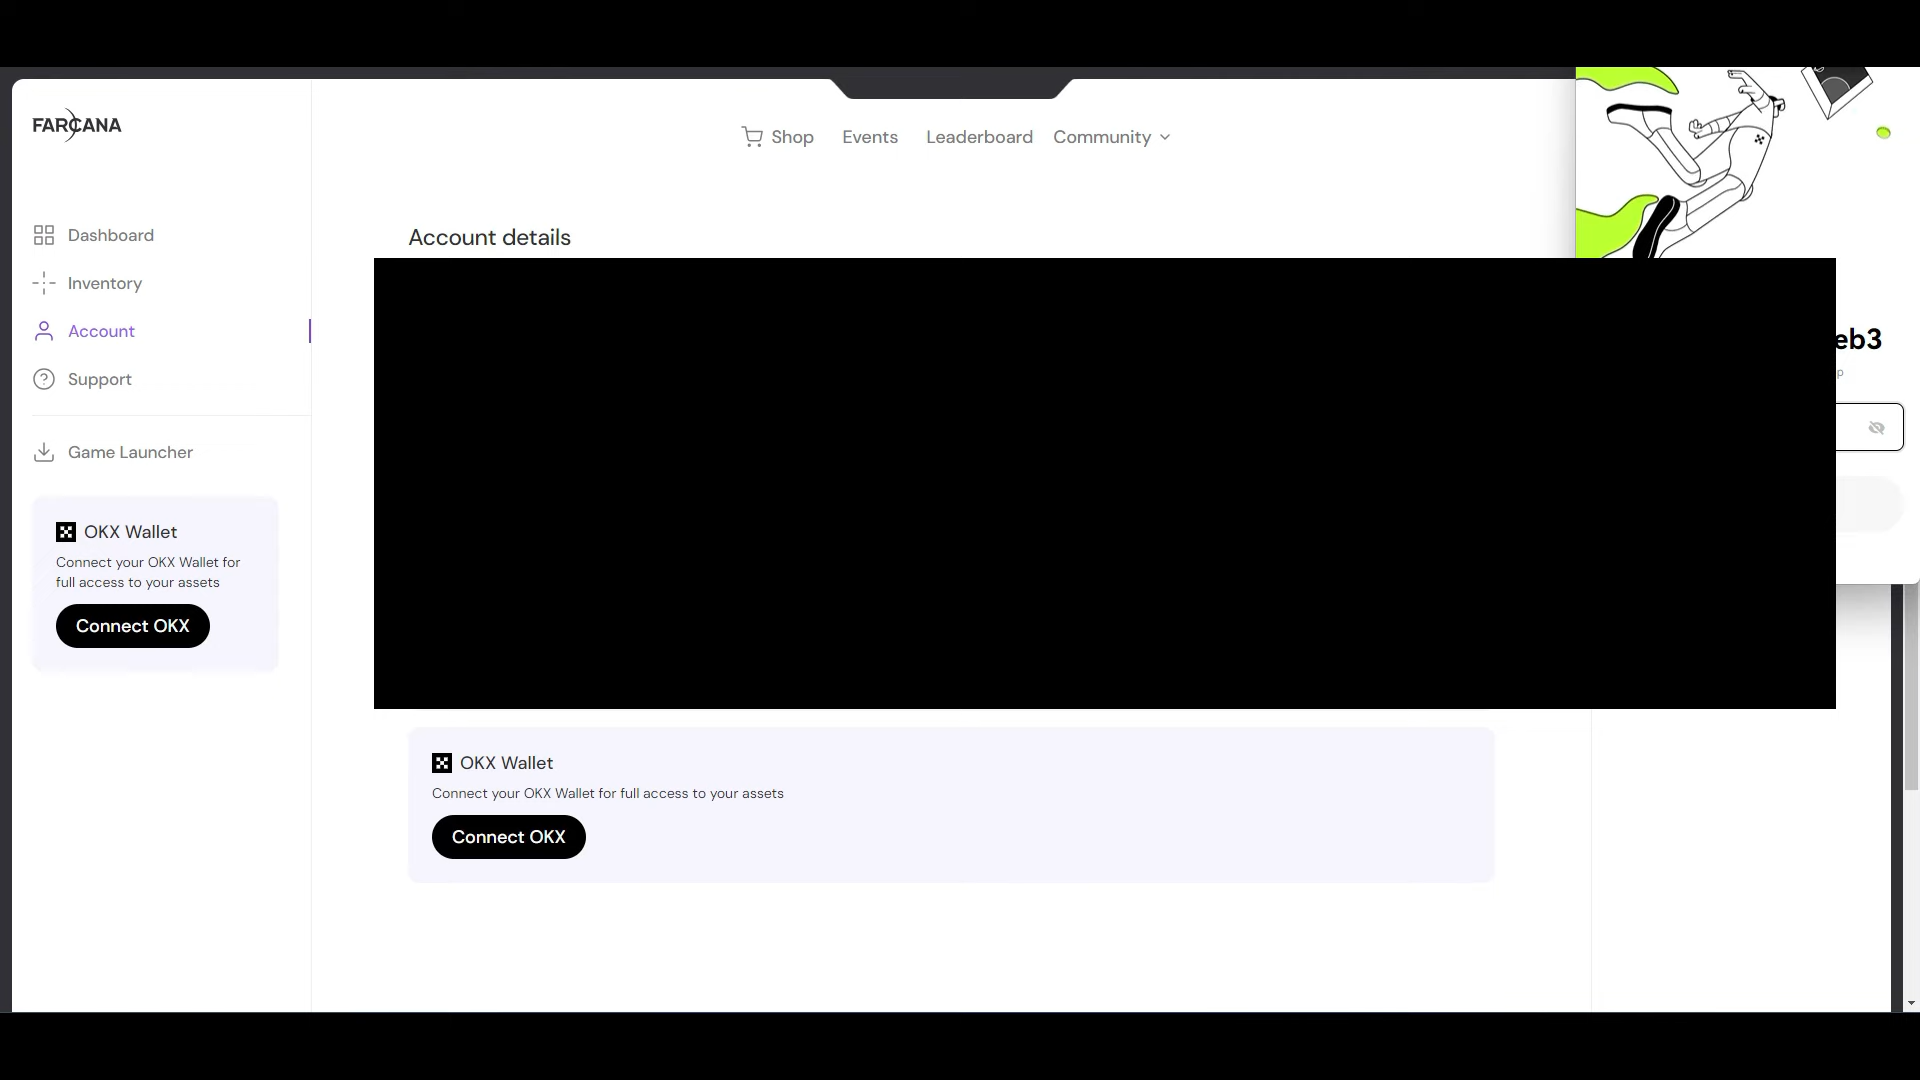 FARCANA
Shop
Events
Leaderboard
Community
Dashboard
Inventory
Account
Support
Game Launcher
OKX Wallet
Connect your OKX Wallet for
full access to your assets
Connect OKX
Account details
eb3
p
OKX Wallet
Connect your OKX Wallet for full access to your assets
Connect OKX